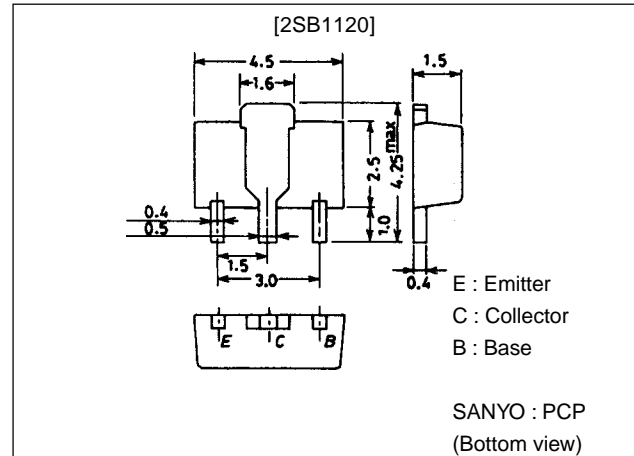 [2SB1120]
4.5
1.6
1.5
2.5
4.25max
1.0
0.4
0.5
1.5
3.0
0.4
E : Emitter
C : Collector
B : Base
E
C
B
SANYO : PCP
(Bottom view)